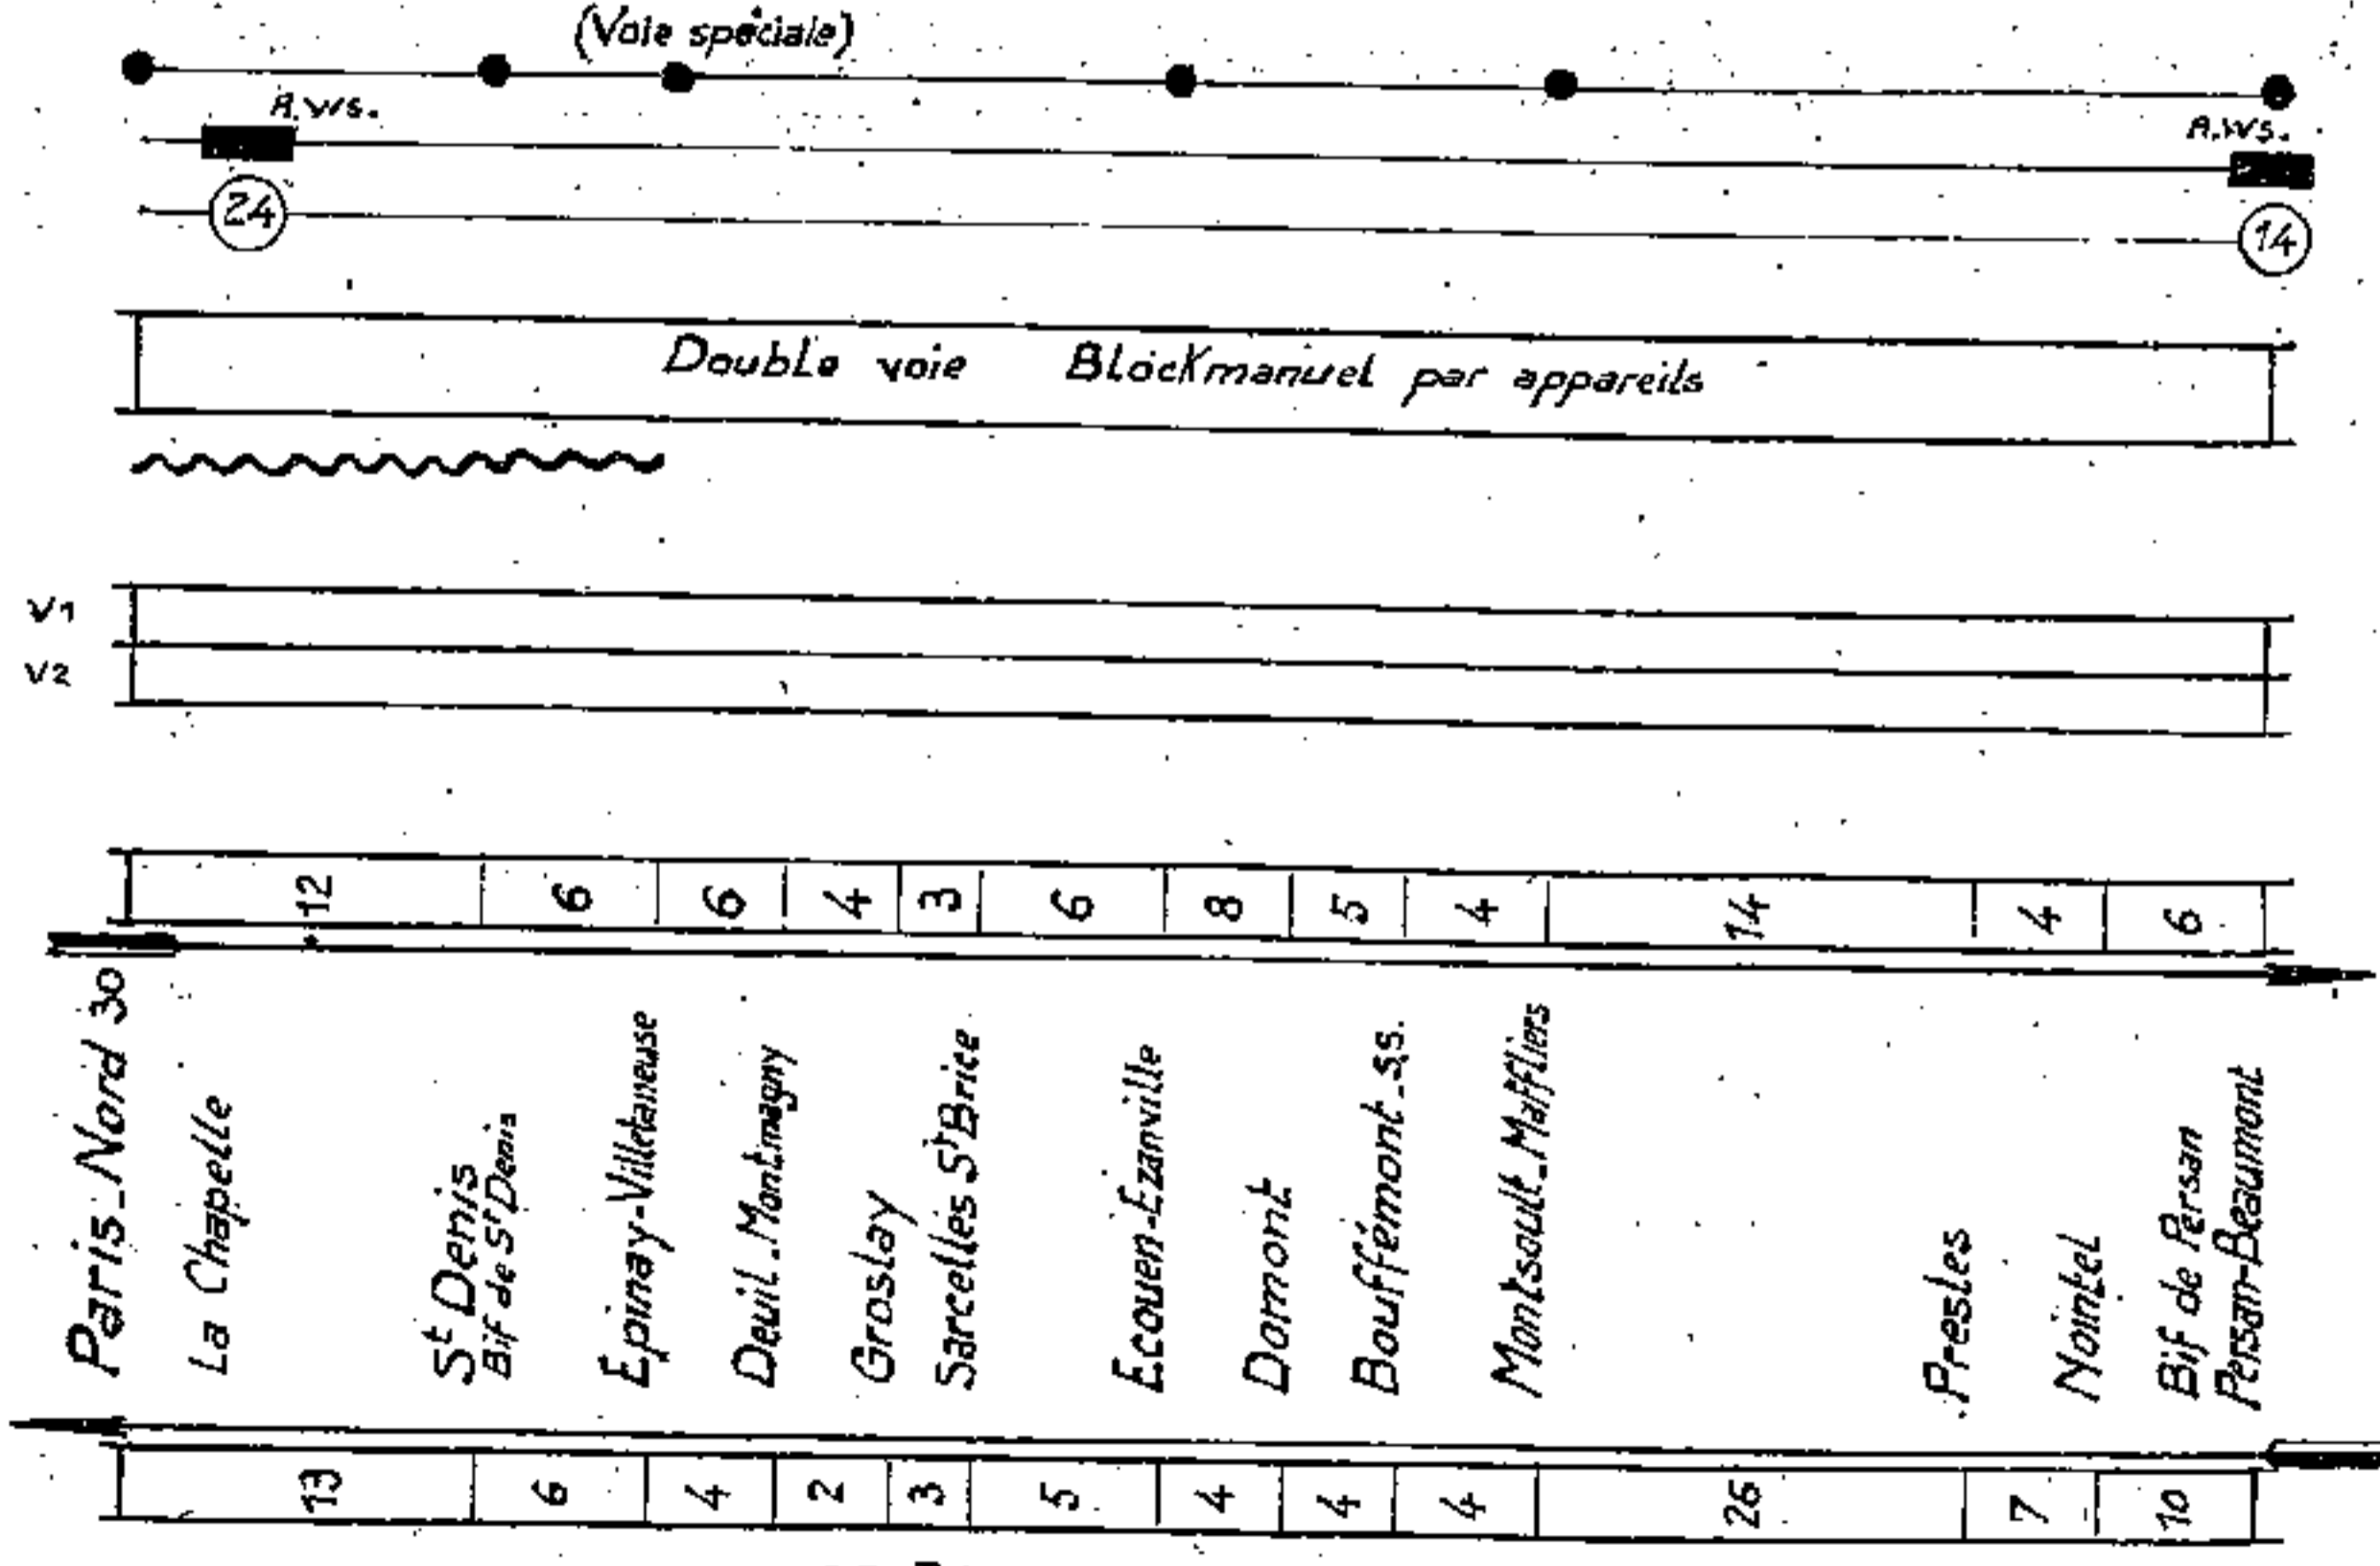 (Voie spéciale)
A.WS.
A.WS.
24
14
Double voie Block manuel par appareils
V1
V2
12 6 6 4 3 6 8 5 4 14 4 6
Paris_Nord 30
La Chapelle
St Denis
Bif de St Denis
Epinay-Villetaneuse
Deuil_Montmagny
Groslay
Sarcelles St Brice
Ecouen-Ezanville
Domont
Bouffémont_ss.
Montsoult_Maffliers
Presles
Nointel
Bif de Persan
Persan-Beaumont
13 6 4 2 3 5 4 4 4 26 7 10